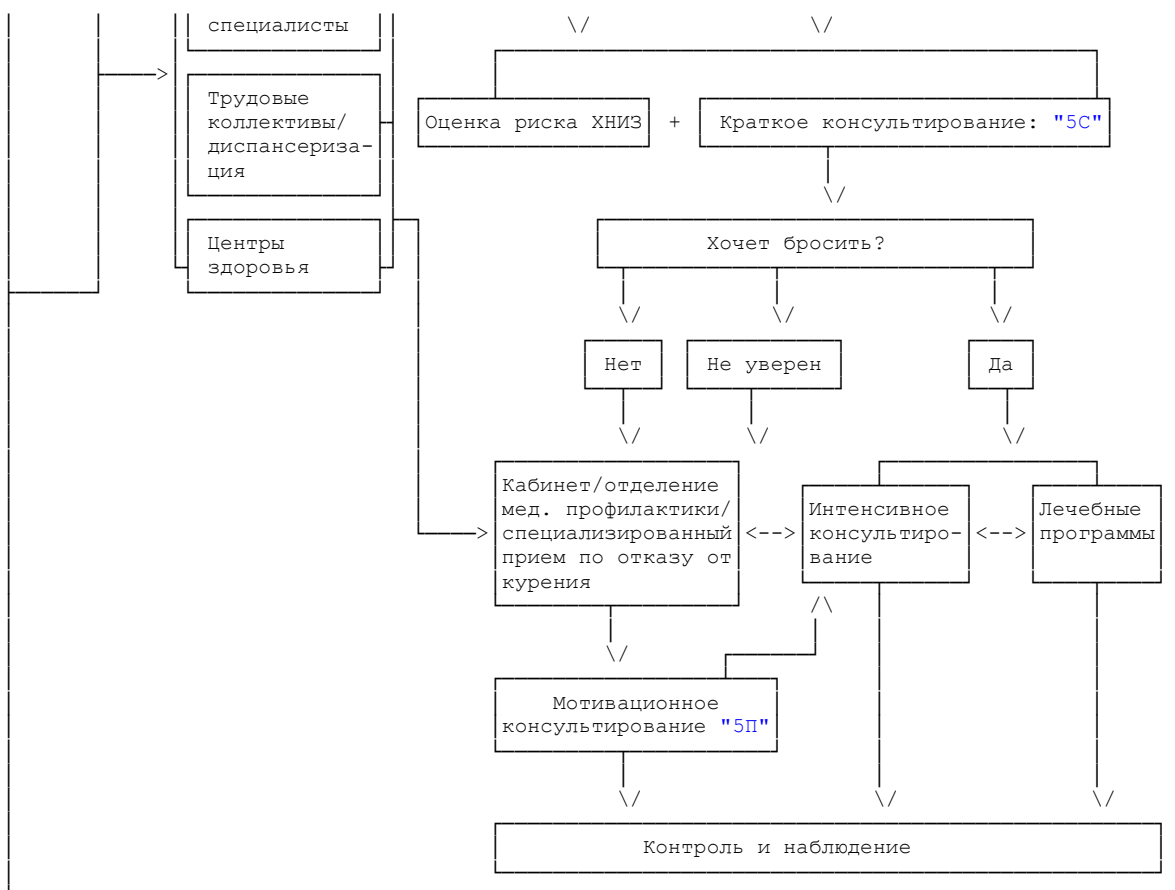 специалисты
Трудовые
коллективы/
диспансериза-
ция
Оценка риска ХНИЗ + Краткое консультирование: "5С"
Центры
здоровья
Хочет бросить?
Нет
Не уверен
Да
Кабинет/отделение
мед. профилактики/
специализированный
прием по отказу от
курения
Интенсивное
консультиро-
вание
Лечебные
программы
Мотивационное
консультирование "5П"
Контроль и наблюдение